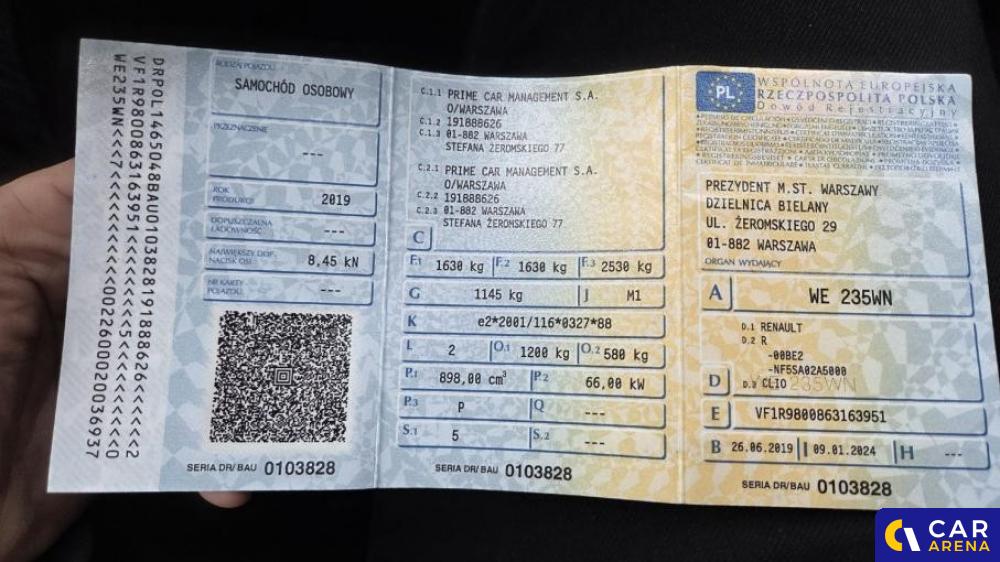 DRPOL1465048BAU0103828191888626<<<<<<2
VF1R9800863163951<<<<<<<<<<<<<<<<<<<<2
RODZAJ POJAZDU
SAMOCHÓD OSOBOWY
PRZEZNACZENIE
---
ROK PRODUKCJI 2019
DOPUSZCZALNA ŁADOWNOŚĆ ---
NAJWIĘKSZY DOP. NACISK OSI 8,45 kN
NR KARTY POJAZDU ---
SERIA DR/BAU 0103828
C.1.1 PRIME CAR MANAGEMENT S.A.
O/WARSZAWA
C.1.2 191888626
C.1.3 01-882 WARSZAWA
STEFANA ŻEROMSKIEGO 77
C.2.1 PRIME CAR MANAGEMENT S.A.
O/WARSZAWA
C.2.2 191888626
C.2.3 01-882 WARSZAWA
STEFANA ŻEROMSKIEGO 77
C
F.1 1630 kg F.2 1630 kg F.3 2530 kg
G 1145 kg J M1
K e2*2001/116*0327*88
L 2 O.1 1200 kg O.2 580 kg
P.1 898,00 cm³ P.2 66,00 kW
P.3 P Q ---
S.1 5 S.2 ---
SERIA DR/BAU 0103828
PL
WSPÓLNOTA EUROPEJSKA
RZECZPOSPOLITA POLSKA
Dowód Rejestracyjny
PREZYDENT M.ST. WARSZAWY
DZIELNICA BIELANY
UL. ŻEROMSKIEGO 29
01-882 WARSZAWA
ORGAN WYDAJĄCY
A WE 235WN
D.1 RENAULT
D.2 R
-00BE2
-NF5SA02A5000
D D.3 CLIO
E VF1R9800863163951
B 26.06.2019 I 09.01.2024 H ---
SERIA DR/BAU 0103828
CAR
ARENA